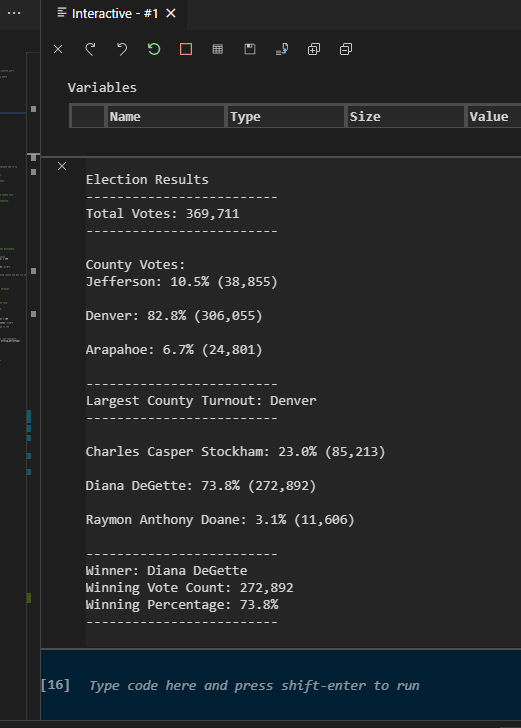 Interactive - #1
Variables
Name Type Size Value
Election Results
-------------------------
Total Votes: 369,711
-------------------------
County Votes:
Jefferson: 10.5% (38,855)
Denver: 82.8% (306,055)
Arapahoe: 6.7% (24,801)
-------------------------
Largest County Turnout: Denver
-------------------------
Charles Casper Stockham: 23.0% (85,213)
Diana DeGette: 73.8% (272,892)
Raymon Anthony Doane: 3.1% (11,606)
-------------------------
Winner: Diana DeGette
Winning Vote Count: 272,892
Winning Percentage: 73.8%
-------------------------
[16] Type code here and press shift-enter to run